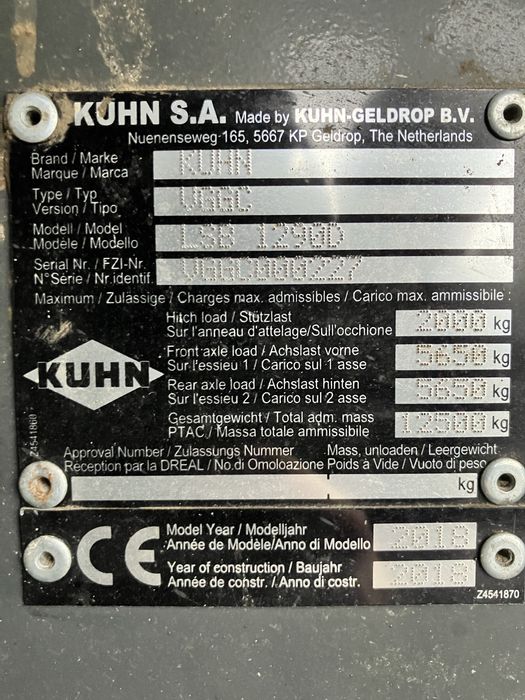 KUHN S.A. Made by KUHN-GELDROP B.V.
Nuenenseweg-165, 5667 KP Geldrop, The Netherlands
Brand / Marke
Marque / Marca
KUHN
Type / Typ
Version / Tipo
VGGC
Modell / Model
Modèle / Modello
LSB 1290D
Serial Nr. / FZI-Nr.
N° Série / Nr.identif.
VGGC000227
Maximum / Zulässige / Charges max. admissibles / Carico max. ammissibile :
Hitch load / Stützlast
Sur l'anneau d'attelage/Sull'occhione
2000 kg
Front axle load / Achslast vorne
Sur l'essieu 1 / Carico sul 1 asse
5650 kg
Rear axle load / Achslast hinten
Sur l'essieu 2 / Carico sul 2 asse
5650 kg
Gesamtgewicht / Total adm. mass
PTAC / Massa totale ammissibile
12500 kg
KUHN
Z4541860
Approval Number / Zulassungs Nummer
Reception par la DREAL / No.di Omoloazione
Mass, unloaden / Leergewicht
Poids à Vide / Vuoto di peso
kg
CE
Model Year / Modelljahr
Année de Modèle/Anno di Modello
2018
Year of construction / Baujahr
Année de constr. / Anno di costr.
2018
Z4541870